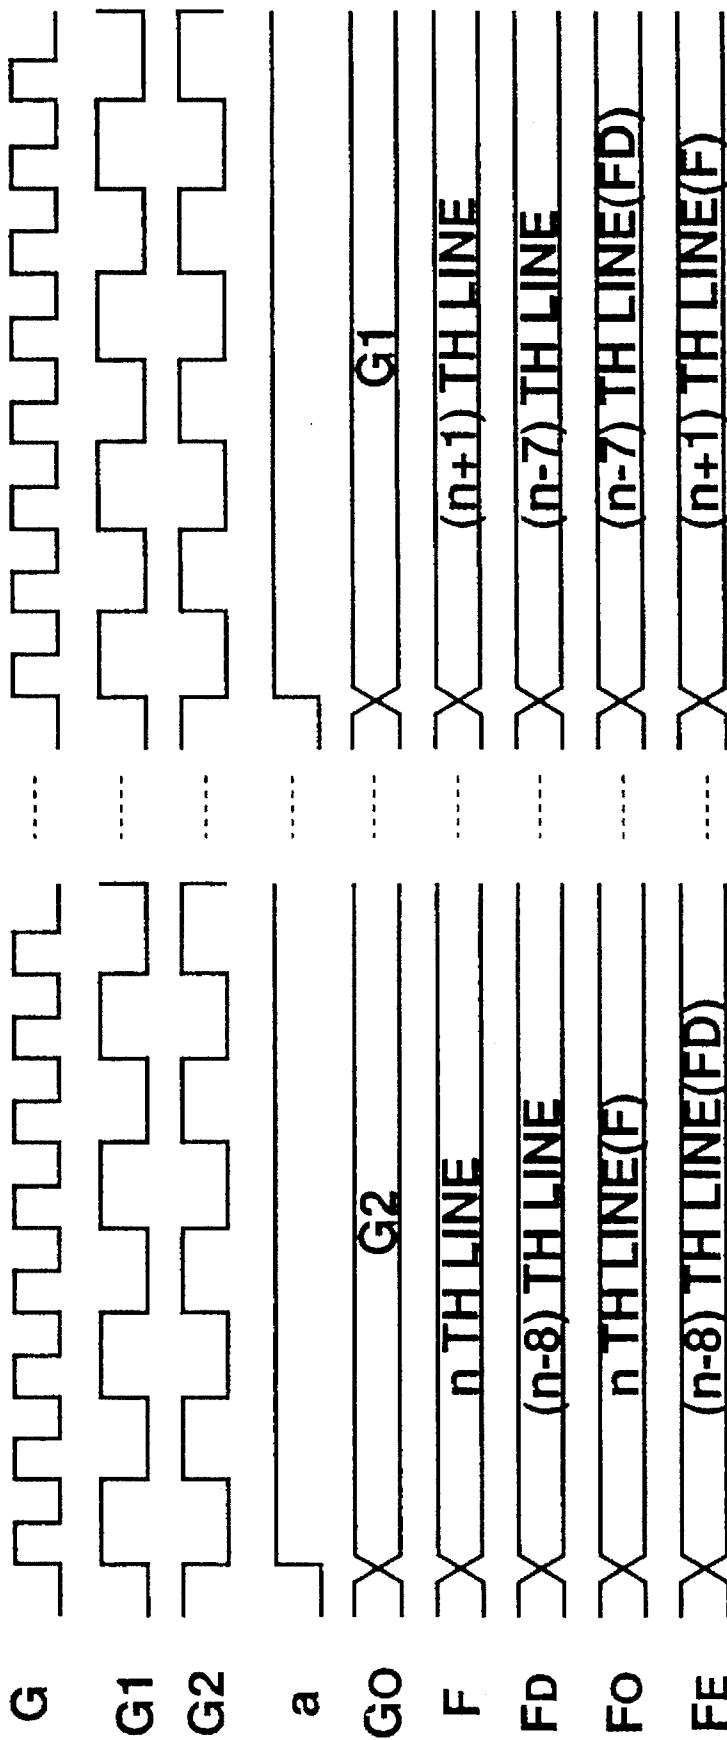 G
G1
G2
a
GO G2 G1
F n TH LINE (n+1) TH LINE
FD (n-8) TH LINE (n-7) TH LINE
FO n TH LINE(F) (n-7) TH LINE(FD)
FE (n-8) TH LINE(FD) (n+1) TH LINE(F)